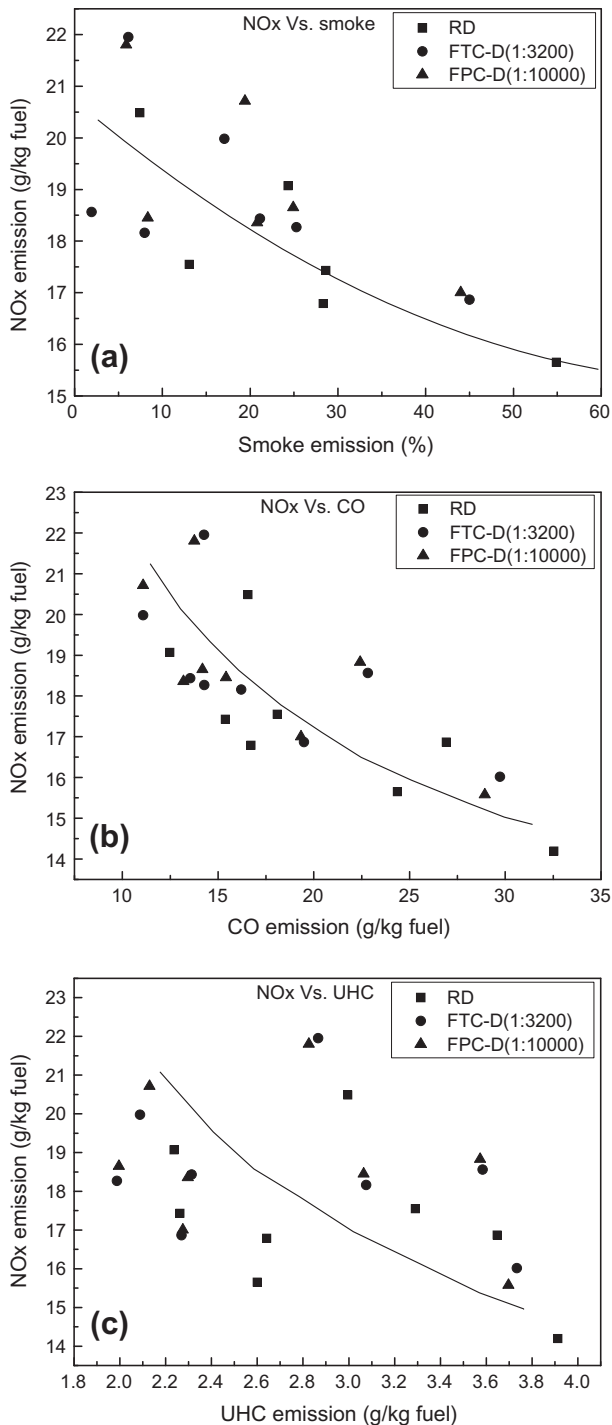 NOx Vs. smoke
RD
FTC-D(1:3200)
FPC-D(1:10000)
23
22
21
20
19
18
17
16
15
NOx emission (g/kg fuel)
(a)
0 10 20 30 40 50 60
Smoke emission (%)
NOx Vs. CO
RD
FTC-D(1:3200)
FPC-D(1:10000)
23
22
21
20
19
18
17
16
15
14
NOx emission (g/kg fuel)
(b)
10 15 20 25 30 35
CO emission (g/kg fuel)
NOx Vs. UHC
RD
FTC-D(1:3200)
FPC-D(1:10000)
23
22
21
20
19
18
17
16
15
14
NOx emission (g/kg fuel)
(c)
1.8 2.0 2.2 2.4 2.6 2.8 3.0 3.2 3.4 3.6 3.8 4.0
UHC emission (g/kg fuel)